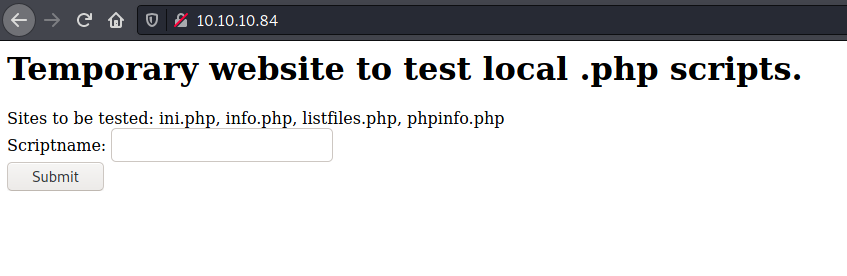 10.10.10.84
Temporary website to test local .php scripts.
Sites to be tested: ini.php, info.php, listfiles.php, phpinfo.php
Scriptname:
Submit